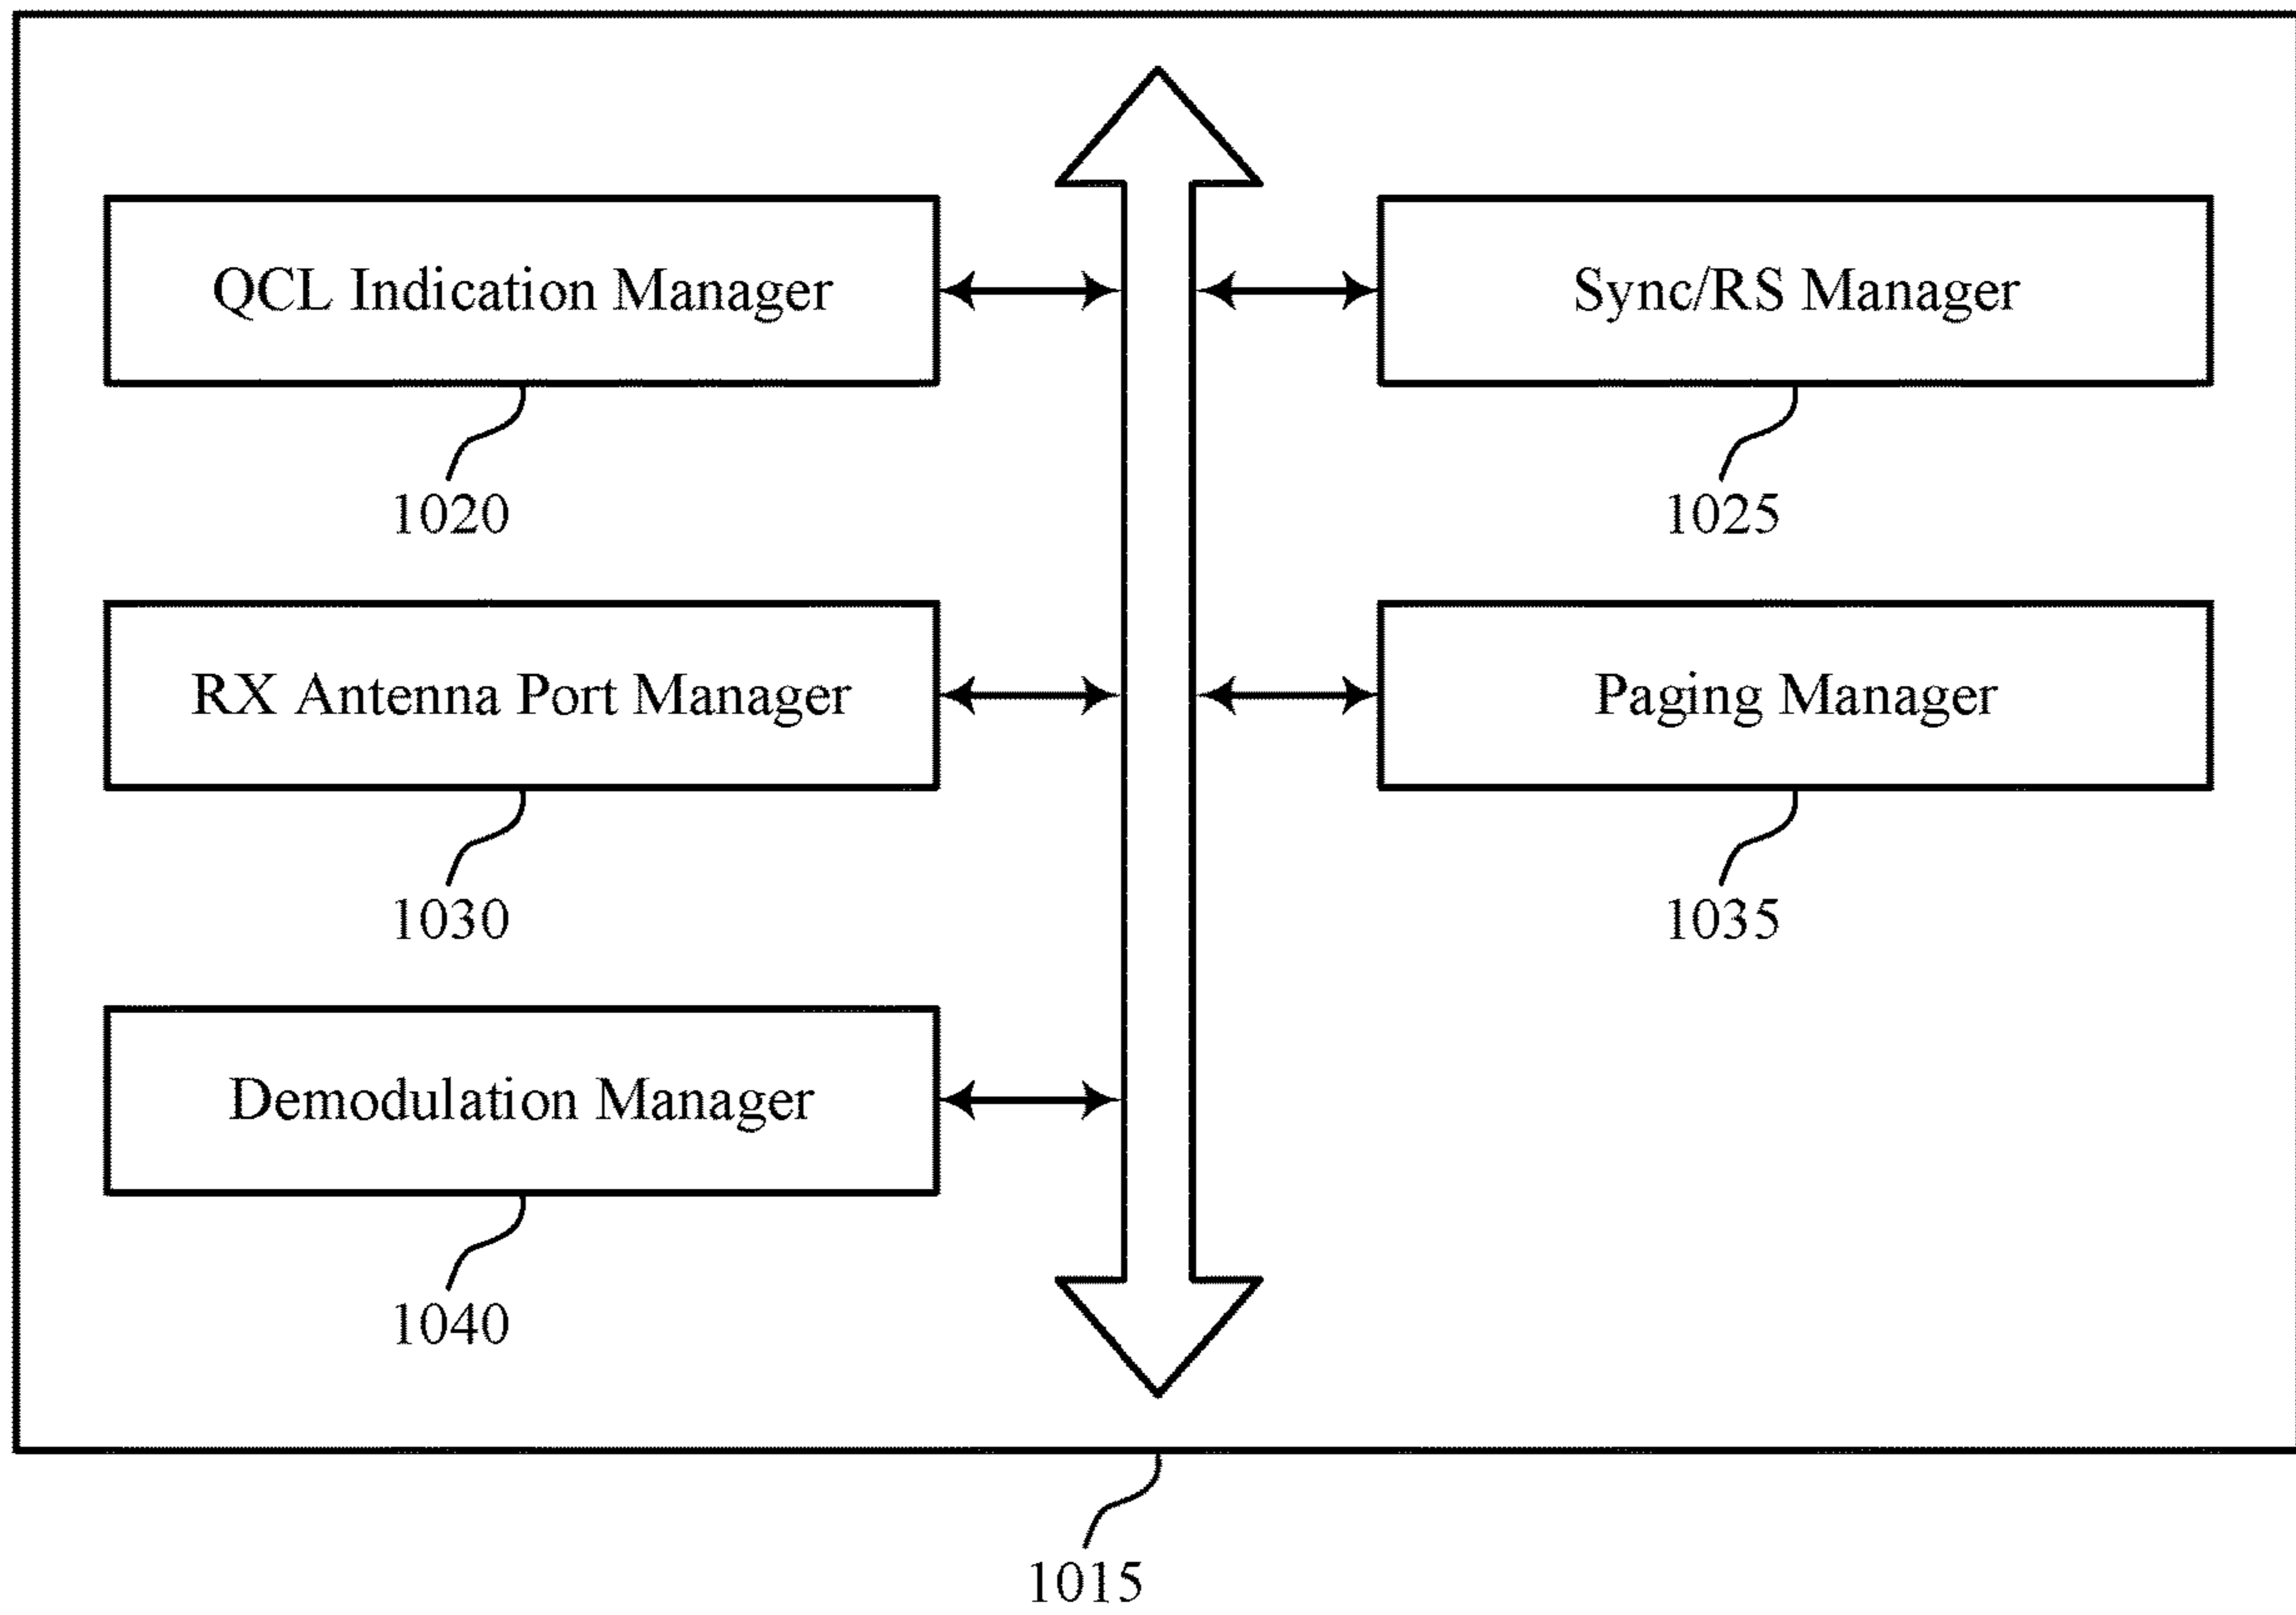 QCL Indication Manager
Sync/RS Manager
1020
1025
RX Antenna Port Manager
Paging Manager
1030
1035
Demodulation Manager
1040
1015